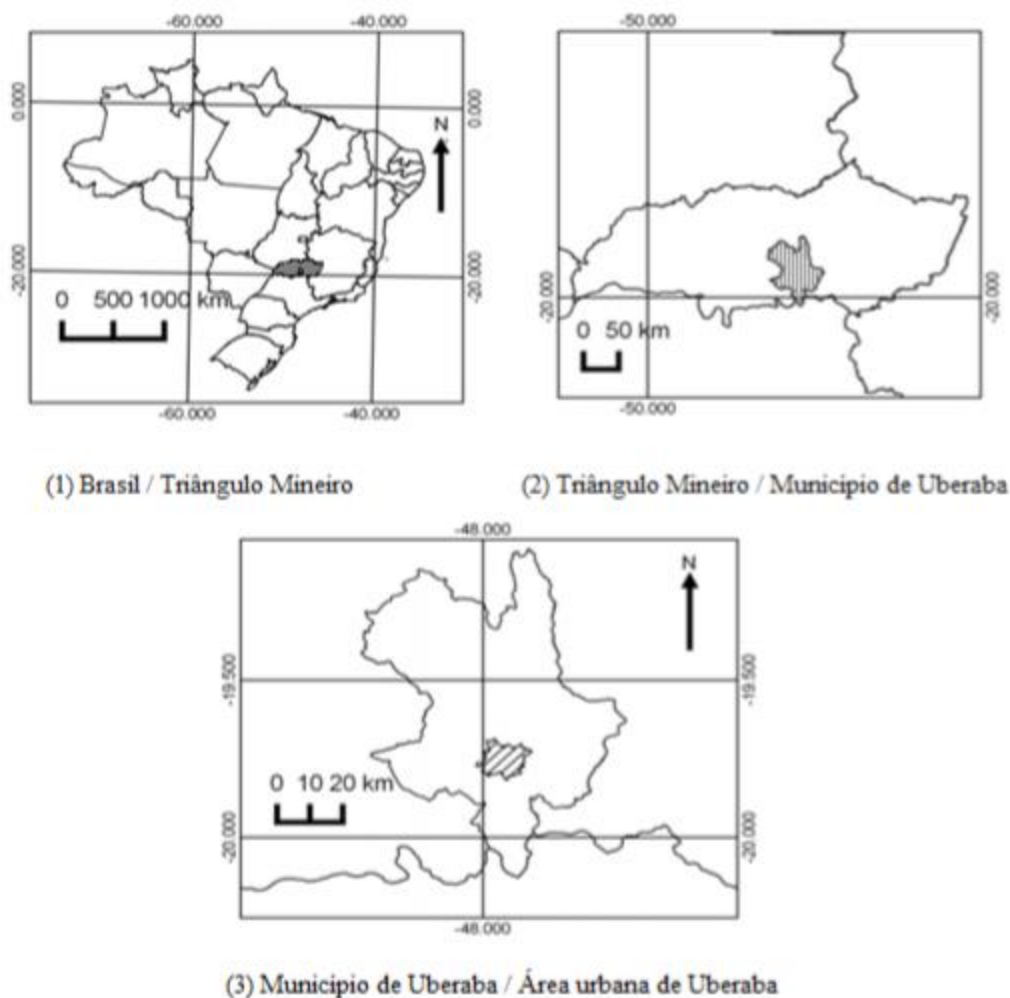 -60.000 -40.000
0.000 0.000
N
-20.000 -20.000
0 500 1000 km
-60.000 -40.000
(1) Brasil / Triângulo Mineiro
-50.000
-20.000 -20.000
0 50 km
-50.000
(2) Triângulo Mineiro / Município de Uberaba
-48.000
N
-19.500 -19.500
0 10 20 km
-20.000 -20.000
-48.000
(3) Município de Uberaba / Área urbana de Uberaba